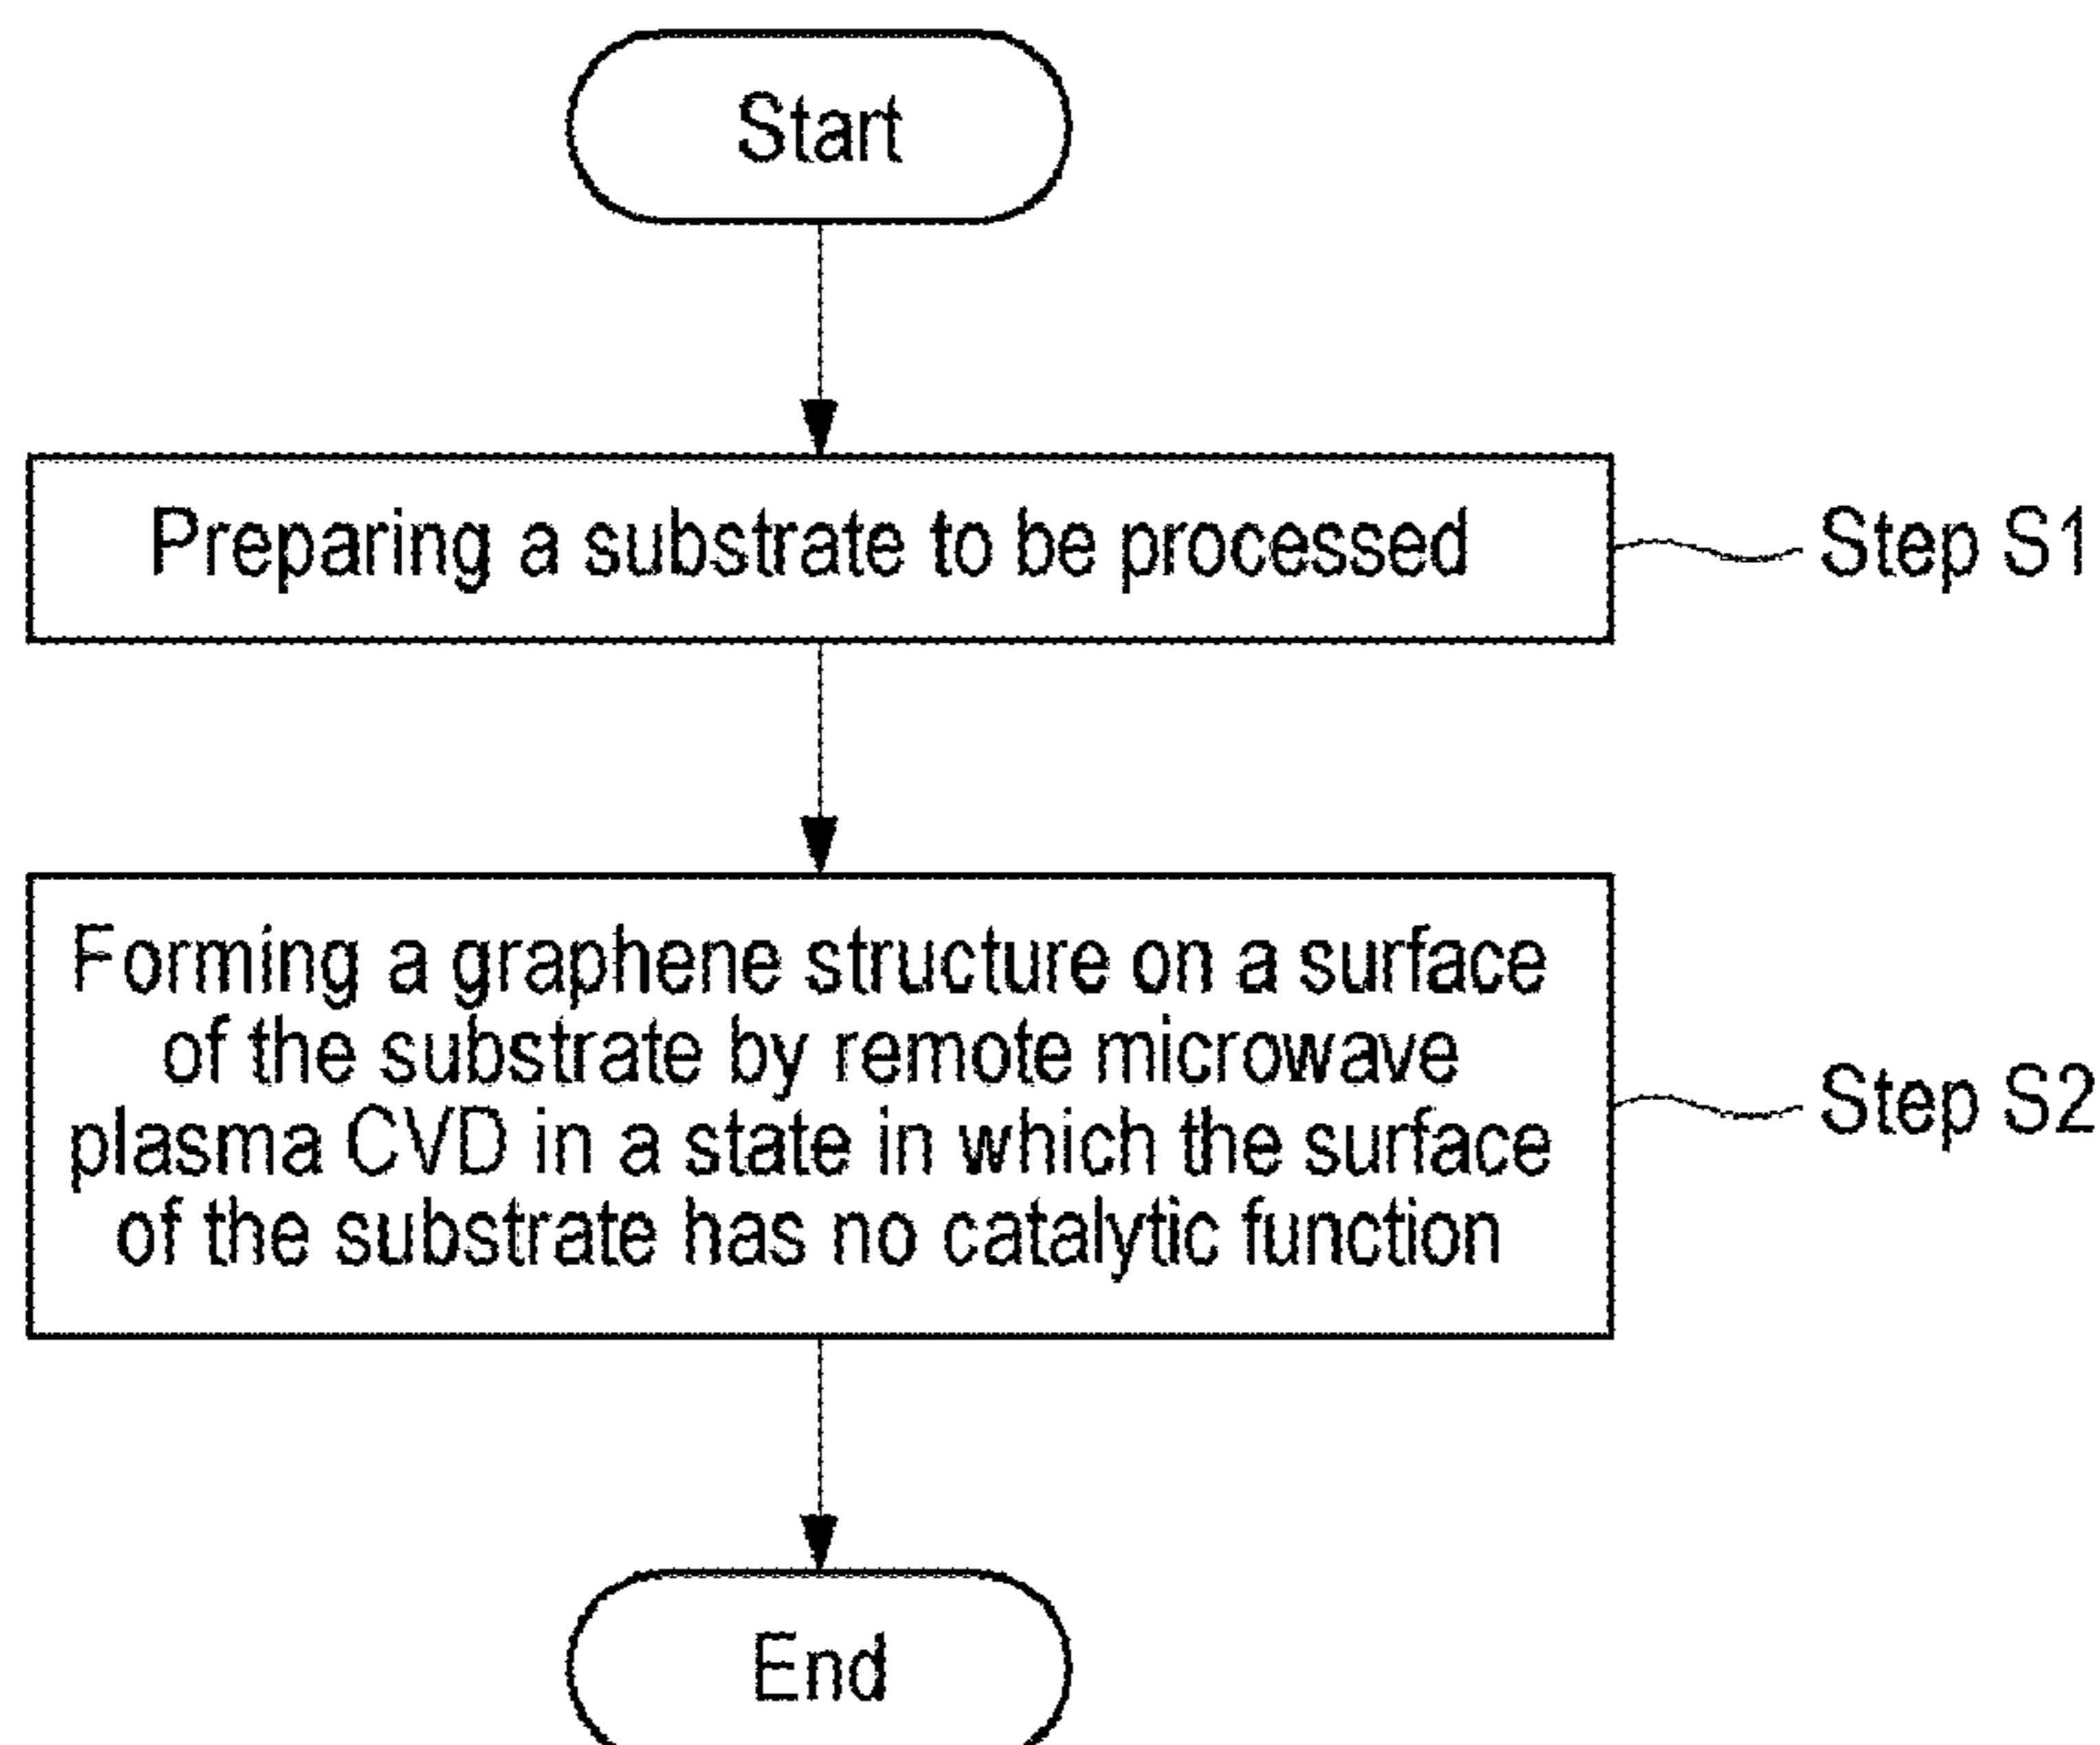 Start
Preparing a substrate to be processed
Step S1
Forming a graphene structure on a surface
of the substrate by remote microwave
plasma CVD in a state in which the surface
of the substrate has no catalytic function
Step S2
End